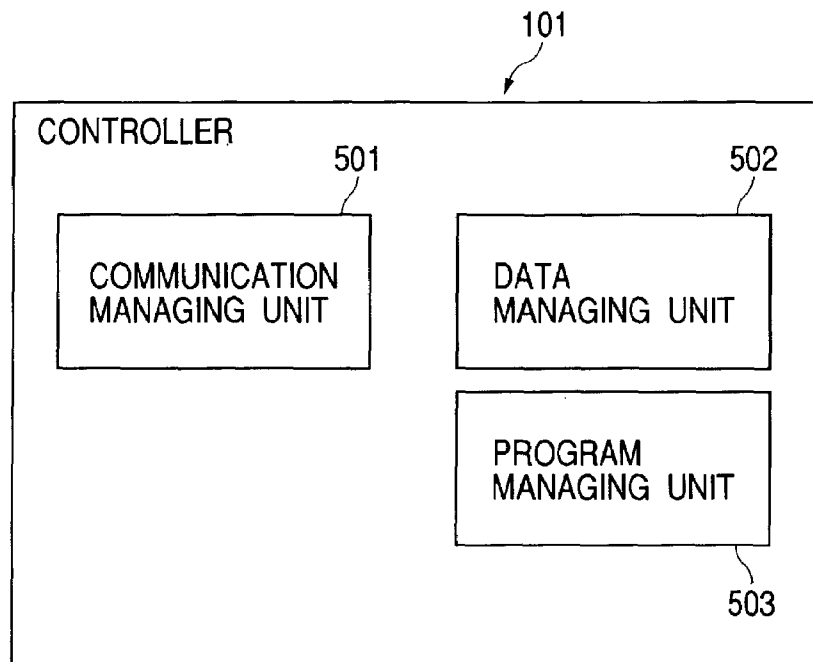 101
CONTROLLER
501
502
COMMUNICATION
MANAGING UNIT
DATA
MANAGING UNIT
PROGRAM
MANAGING UNIT
503